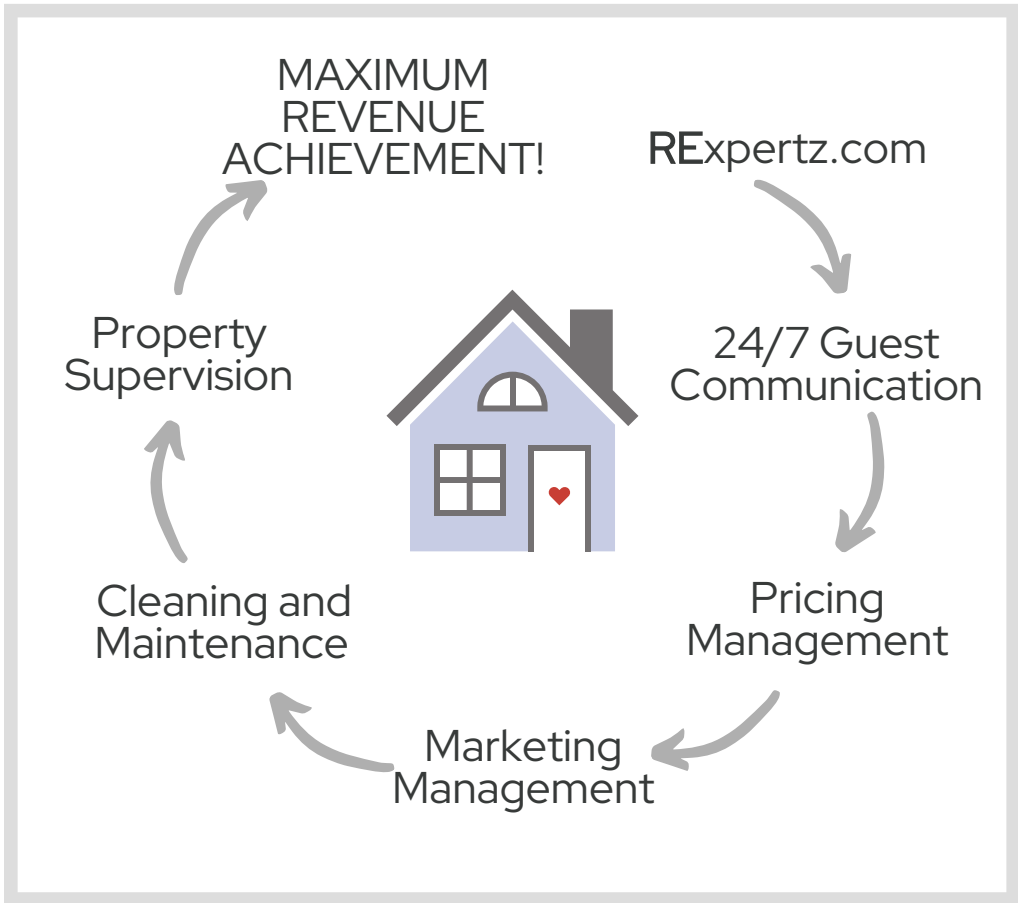 MAXIMUM
REVENUE
ACHIEVEMENT!
RExpertz.com
24/7 Guest
Communication
Pricing
Management
Marketing
Management
Cleaning and
Maintenance
Property
Supervision